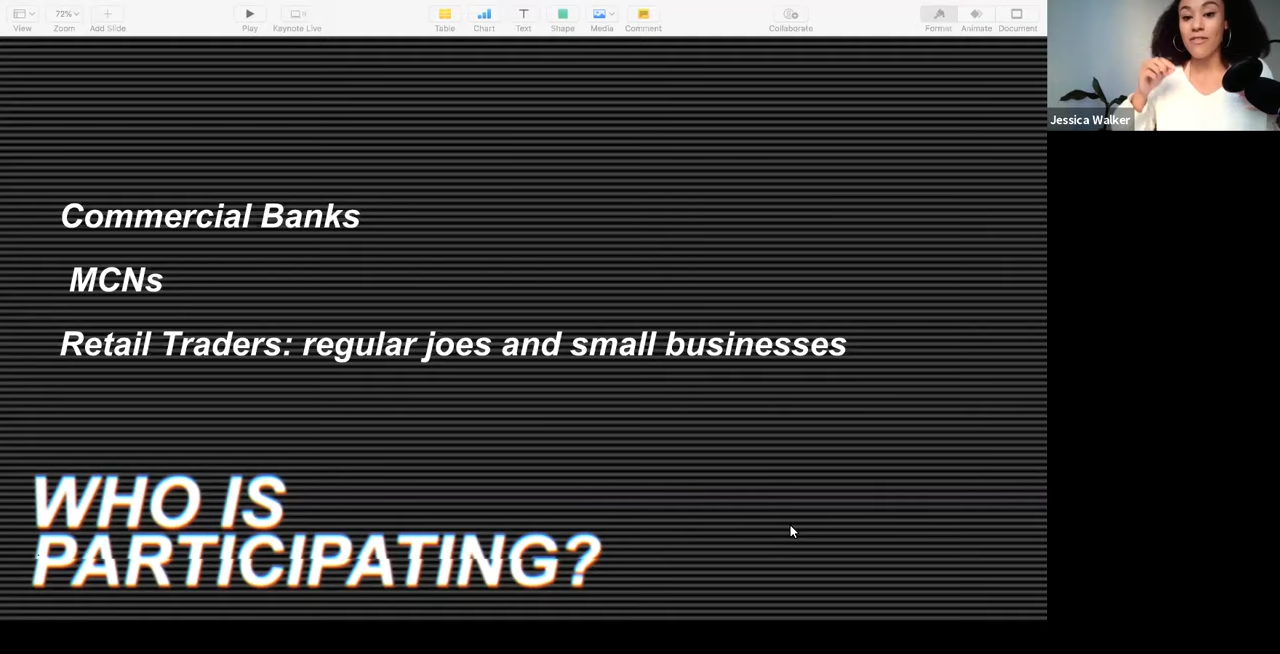 72%
View
Zoom
Add Slide
Play
Keynote Live
Table
Chart
Text
Shape
Media
Comment
Collaborate
Format
Animate
Document
Jessica Walker
Commercial Banks
MCNs
Retail Traders: regular joes and small businesses
WHO IS
PARTICIPATING?